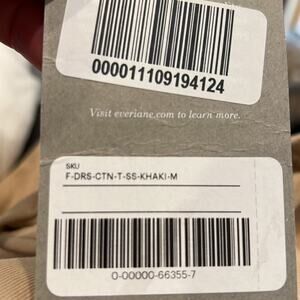 000011109194124
Visit everlane.com to learn more.
SKU
F-DRS-CTN-T-SS-KHAKI-M
0-00000-66355-7